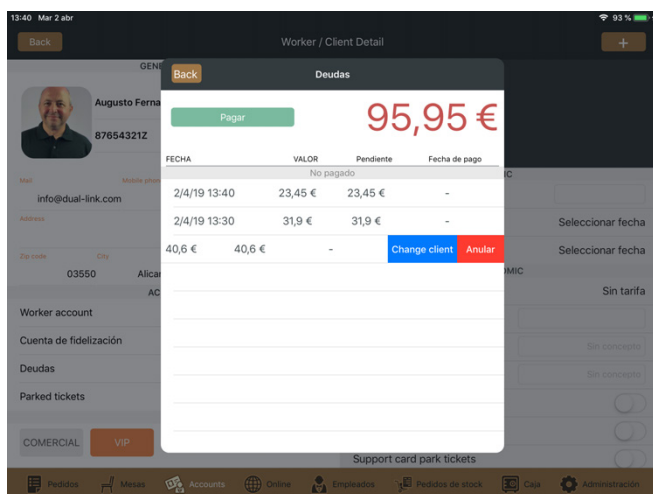 13:40 Mar 2 abr
93 %
Back
Worker / Client Detail
+
GENE
Back
Deudas
Augusto Ferna
87654321Z
Pagar
95,95 €
FECHA VALOR Pendiente Fecha de pago
No pagado
IC
Mail Mobile phon
info@dual-link.com
2/4/19 13:40 23,45 € 23,45 € -
Address
2/4/19 13:30 31,9 € 31,9 € -
Seleccionar fecha
40,6 € 40,6 € - Change client Anular
Seleccionar fecha
Zip code City
03550 Alicar
OMIC
AC
Sin tarifa
Worker account
Cuenta de fidelización
Sin concepto
Deudas
Sin concepto
Parked tickets
COMERCIAL
VIP
Support card park tickets
Pedidos Mesas Accounts Online Empleados Pedidos de stock Caja Administración